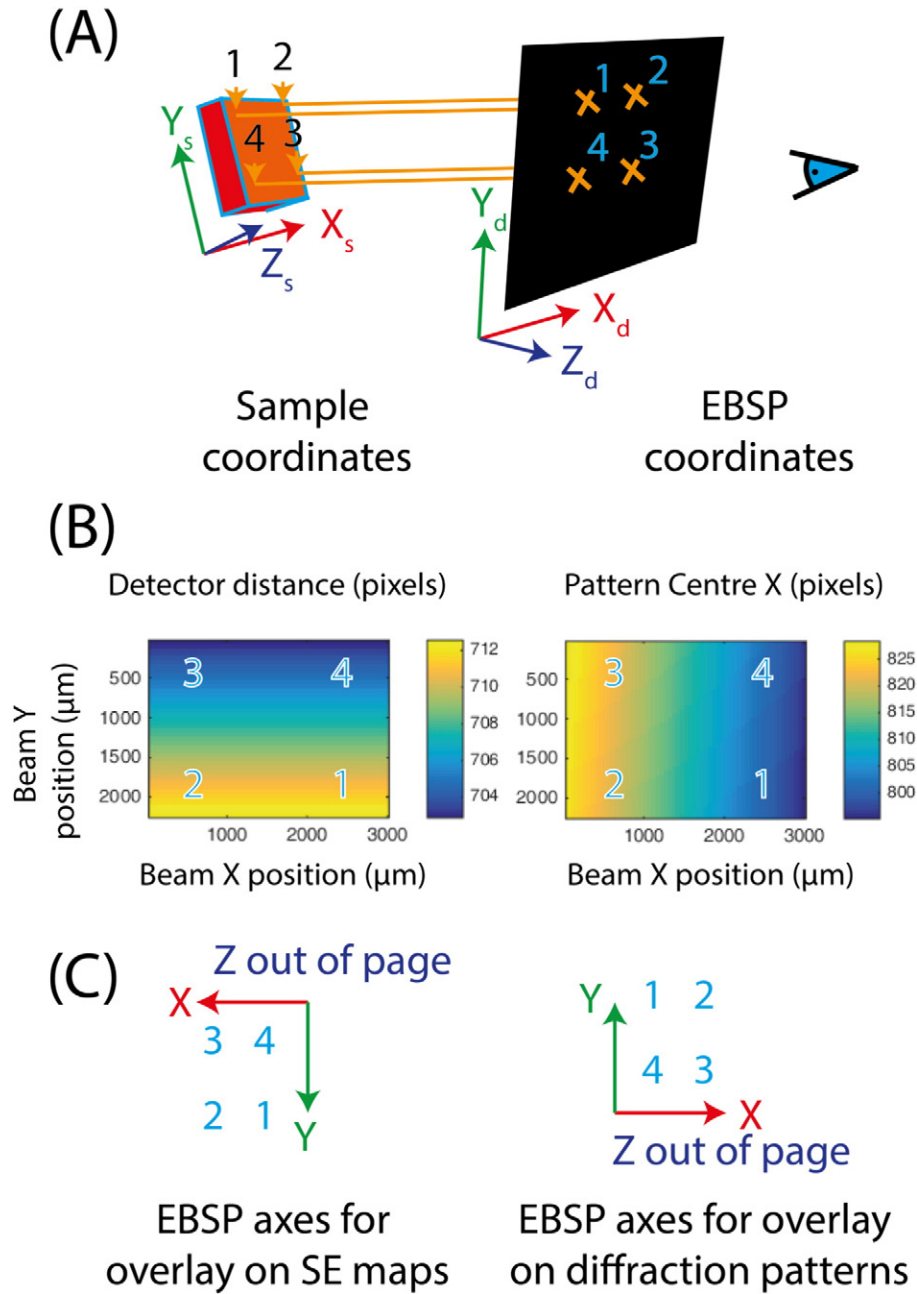 (A)
1 2
4 3
Y s
X s
Z s
1 2
4 3
Y d
X d
Z d
Sample
coordinates
EBSP
coordinates
(B)
Detector distance (pixels)
Pattern Centre X (pixels)
Beam Y
position (µm)
500
1000
1500
2000
3 4
2 1
1000 2000 3000
712
710
708
706
704
Beam X position (µm)
500
1000
1500
2000
3 4
2 1
1000 2000 3000
825
820
815
810
805
800
Beam X position (µm)
(C)
Z out of page
X
3 4
2 1
Y
EBSP axes for
overlay on SE maps
Y
1 2
4 3
X
Z out of page
EBSP axes for overlay
on diffraction patterns